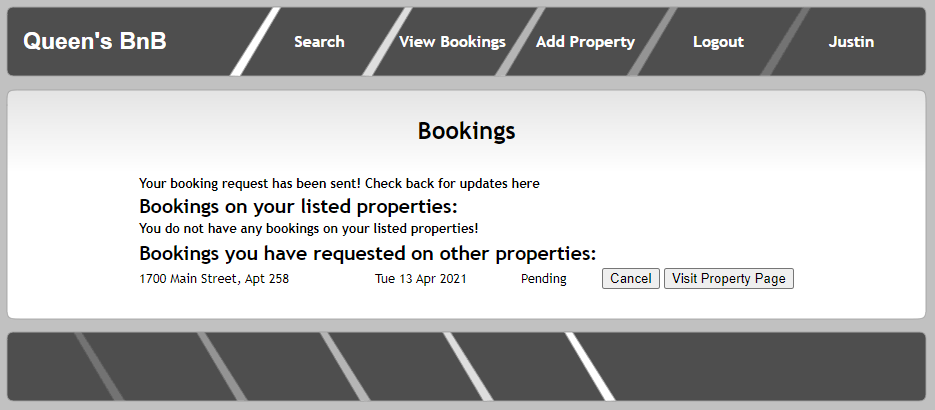 Queen's BnB Search View Bookings Add Property Logout Justin
Bookings
Your booking request has been sent! Check back for updates here
Bookings on your listed properties:
You do not have any bookings on your listed properties!
Bookings you have requested on other properties:
1700 Main Street, Apt 258 Tue 13 Apr 2021 Pending Cancel Visit Property Page